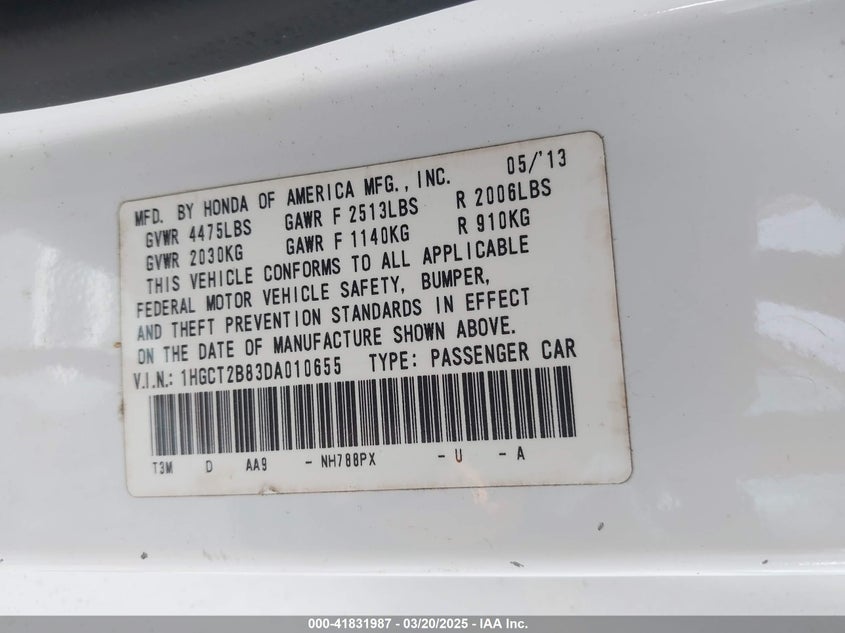 05/'13
MFD. BY HONDA OF AMERICA MFG., INC.
GVWR 4475LBS GAWR F 2513LBS R 2006LBS
GVWR 2030KG GAWR F 1140KG R 910KG
THIS VEHICLE CONFORMS TO ALL APPLICABLE
FEDERAL MOTOR VEHICLE SAFETY, BUMPER,
AND THEFT PREVENTION STANDARDS IN EFFECT
ON THE DATE OF MANUFACTURE SHOWN ABOVE.
V.I.N.: 1HGCT2B83DA010655 TYPE: PASSENGER CAR
T3M D AA9 - NH788PX - U - A
000-41831987 | 03/20/2025 - IAA Inc.